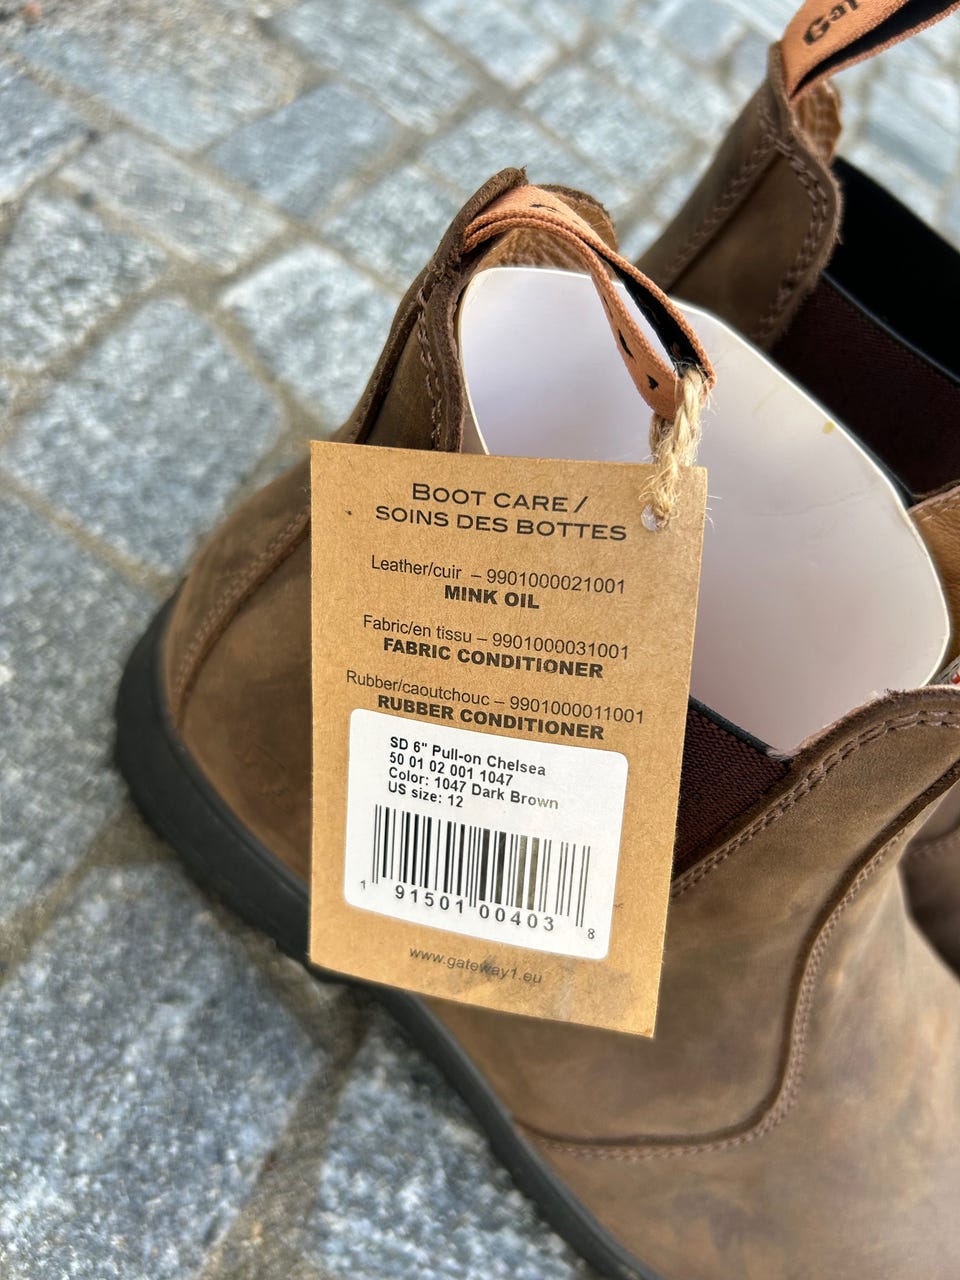 Gat
BOOT CARE /
SOINS DES BOTTES
Leather/cuir – 9901000021001
MINK OIL
Fabric/en tissu – 9901000031001
FABRIC CONDITIONER
Rubber/caoutchouc – 9901000011001
RUBBER CONDITIONER
SD 6" Pull-on Chelsea
50 01 02 001 1047
Color: 1047 Dark Brown
US size: 12
1 91501 00403 8
www.gateway1.eu